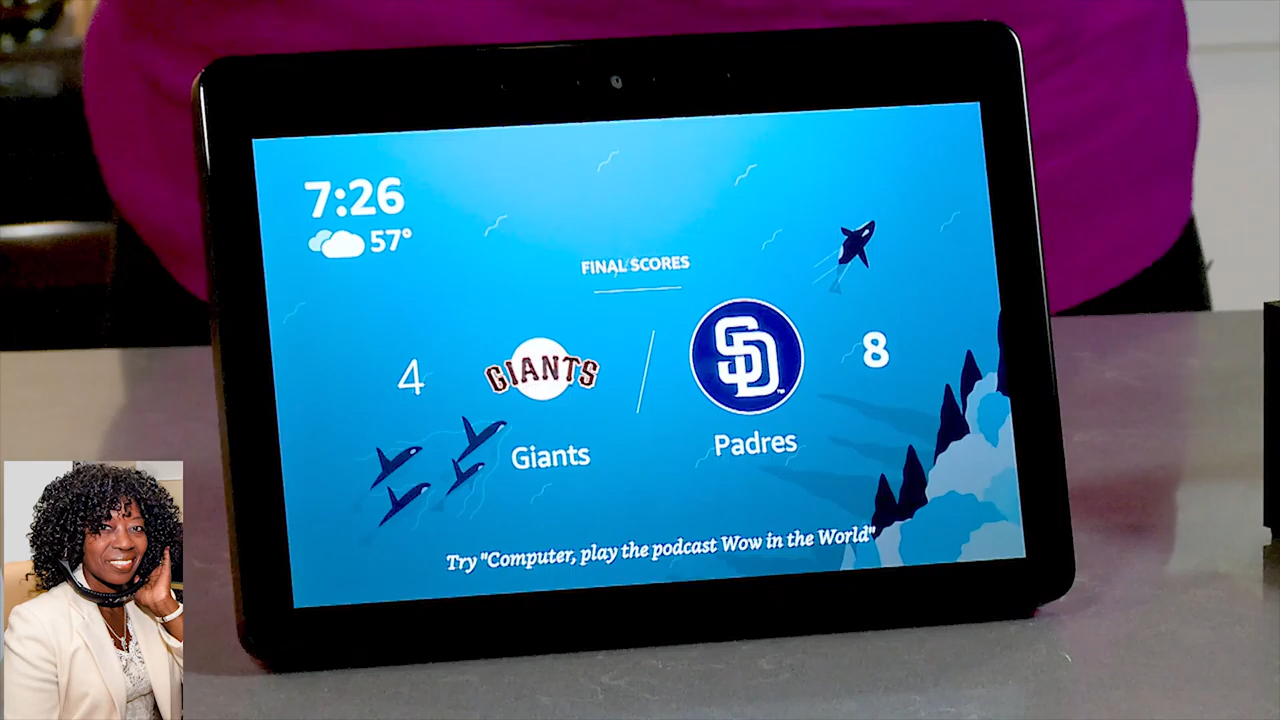 7:26
57°
FINAL SCORES
4 GIANTS / SD 8
Giants
Padres
Try "Computer, play the podcast Wow in the World"